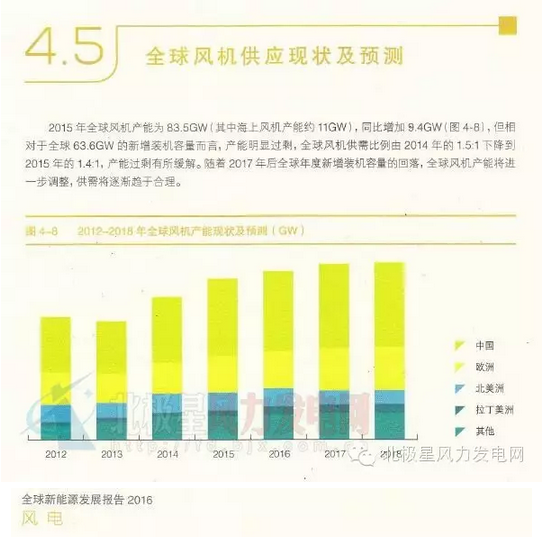 4.5 全球风机供应现状及预测
2015 年全球风机产能为 83.5GW（其中海上风机产能约 11GW），同比增加 9.4GW（图 4-8），但相
对于全球 63.6GW 的新增装机容量而言，产能明显过剩，全球风机供需比例由 2014 年的 1.5:1 下降到
2015 年的 1.4:1，产能过剩有所缓解。随着 2017 年后全球年度新增装机容量的回落，全球风机产能将进
一步调整，供需将逐渐趋于合理。
图 4-8 2012-2018 年全球风机产能现状及预测（GW）
中国
欧洲
北美洲
拉丁美洲
其他
北极星风力发电网
2012 2013 2014 2015 2016 2017 2018
北极星风力发电网
全球新能源发展报告 2016
风 电